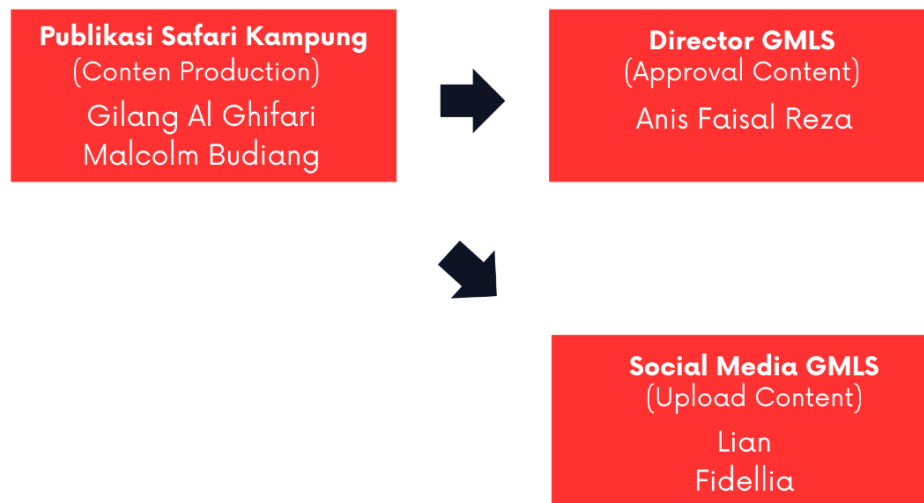 Publikasi Safari Kampung
(Conten Production)
Gilang Al Ghifari
Malcolm Budiang
Director GMLS
(Approval Content)
Anis Faisal Reza
Social Media GMLS
(Upload Content)
Lian
Fidellia